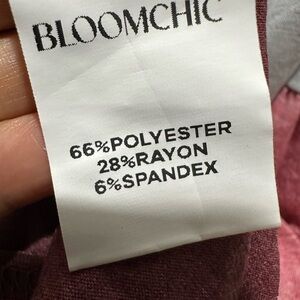 BLOOMCHIC
66%POLYESTER
28%RAYON
6%SPANDEX